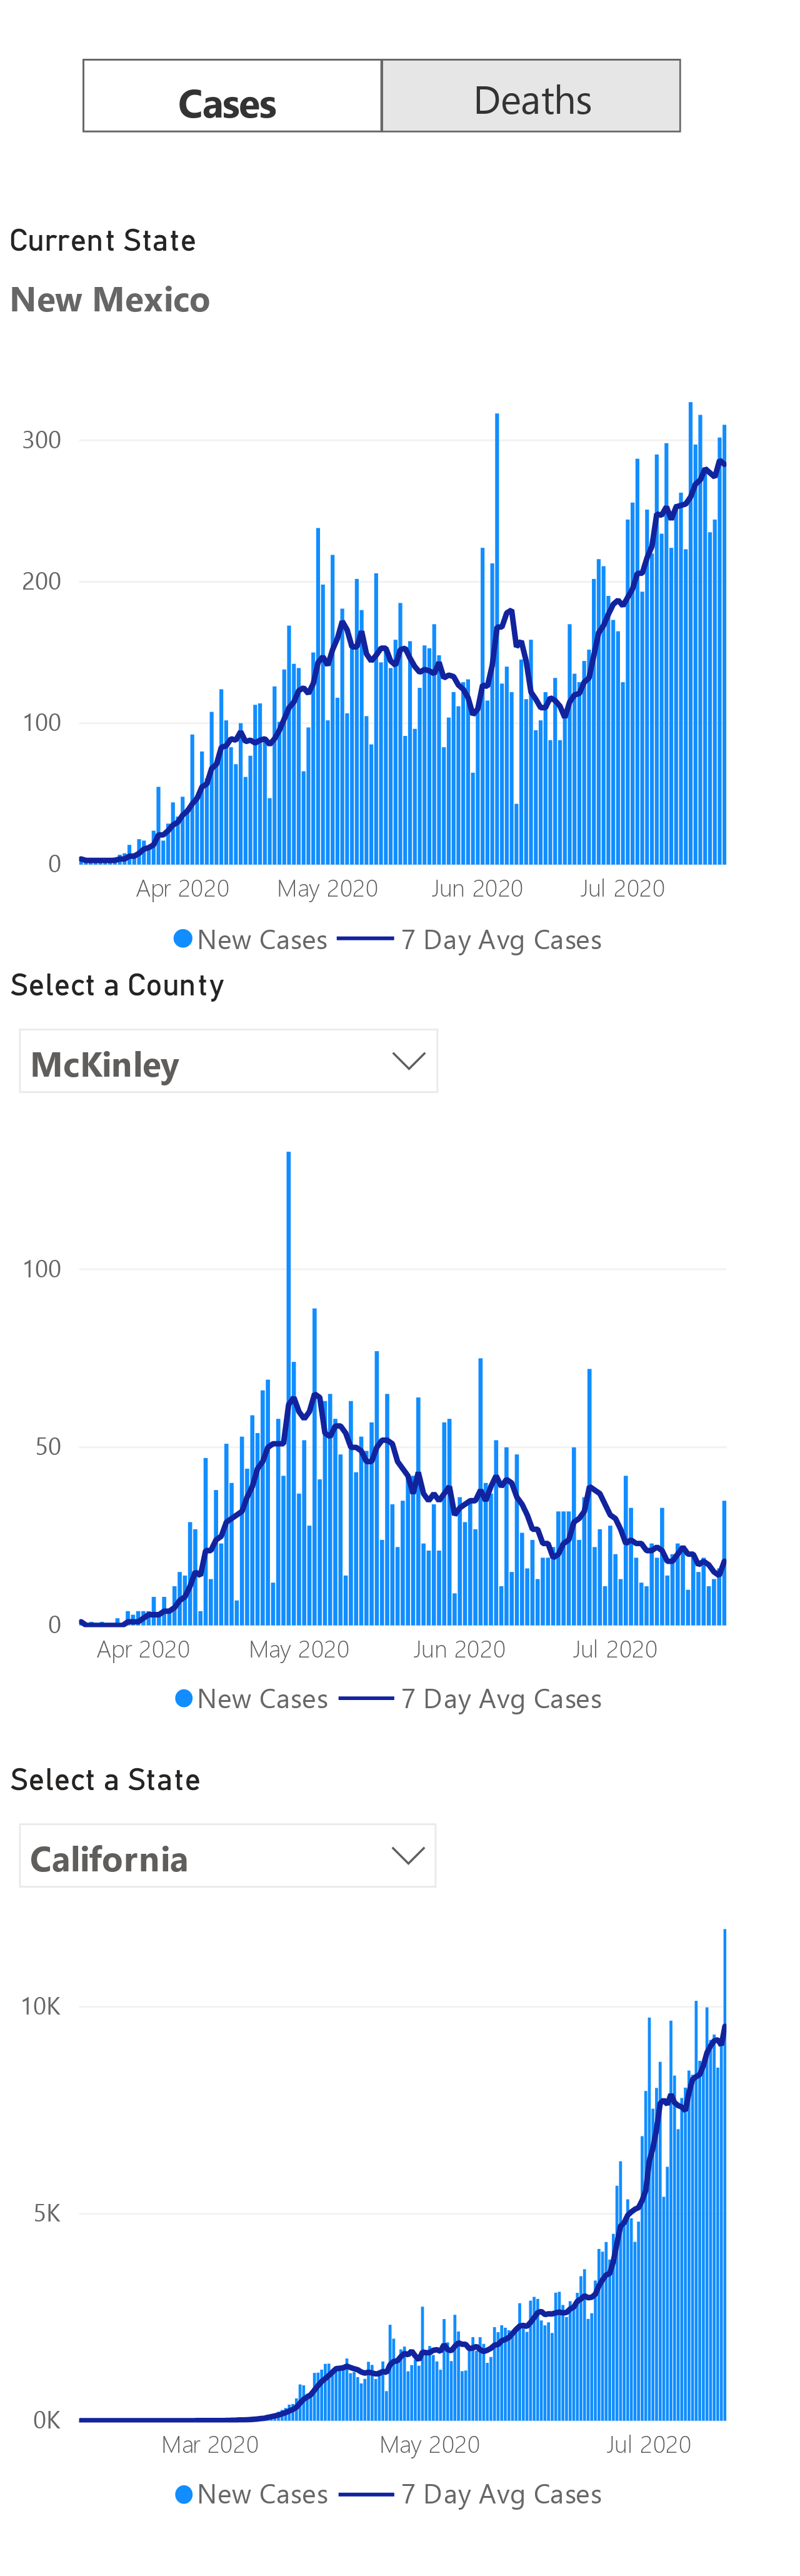 Cases Deaths
Current State
New Mexico
300
200
100
0
Apr 2020 May 2020 Jun 2020 Jul 2020
New Cases 7 Day Avg Cases
Select a County
McKinley
100
50
0
Apr 2020 May 2020 Jun 2020 Jul 2020
New Cases 7 Day Avg Cases
Select a State
California
10K
5K
0K
Mar 2020 May 2020 Jul 2020
New Cases 7 Day Avg Cases